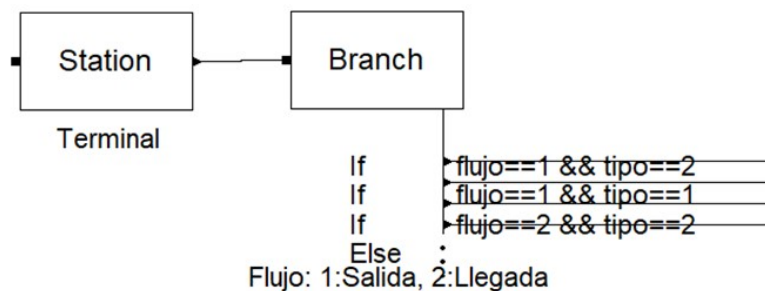 Station
Branch
Terminal
If flujo==1 && tipo==2
If flujo==1 && tipo==1
If flujo==2 && tipo==2
Else
Flujo: 1:Salida, 2:Llegada